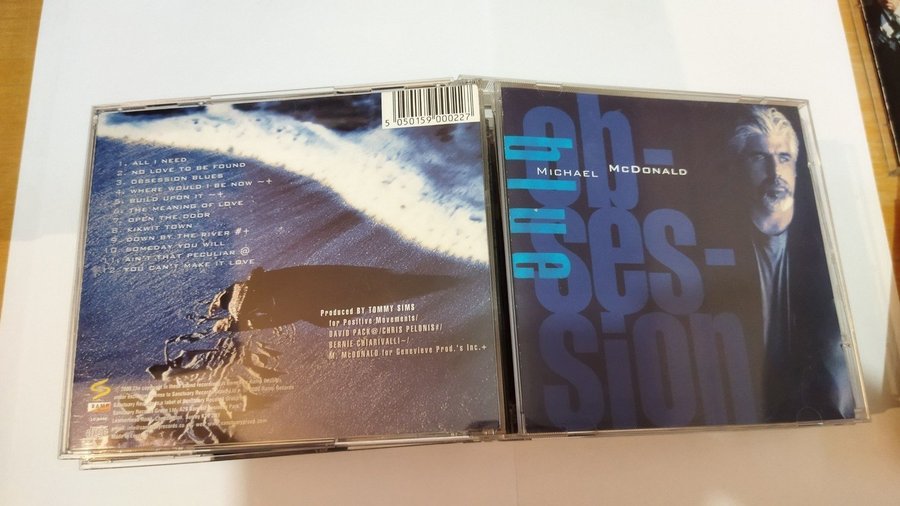 5 050159 000227
1. ALL I NEED
2. NO LOVE TO BE FOUND
3. OBSESSION BLUES
4. WHERE WOULD I BE NOW ~+
5. BUILD UPON IT ~+
6. THE MEANING OF LOVE
7. OPEN THE DOOR
8. KIKWIT TOWN
9. DOWN BY THE RIVER #+
10. SOMEDAY YOU WILL
11. AIN'T THAT PECULIAR @
12. YOU CAN'T MAKE IT LOVE
Produced BY TOMMY SIMS
for Positive Movements/
DAVID PACK@/CHRIS PELONIS#/
BERNIE CHIARIVALLI~/
M. McDONALD for Genevieve Prod.'s Inc.+
blue
ob-
ses-
sion
MICHAEL McDONALD